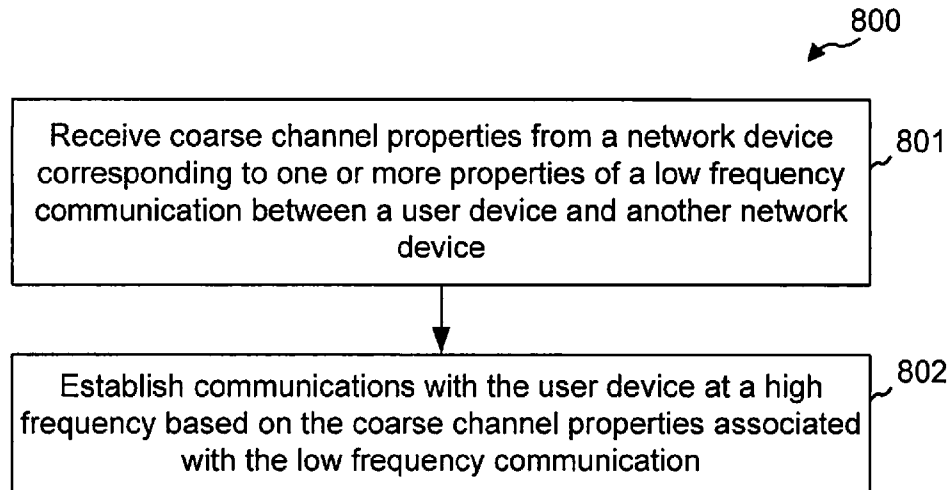 800
Receive coarse channel properties from a network device
corresponding to one or more properties of a low frequency
communication between a user device and another network
device
801
Establish communications with the user device at a high
frequency based on the coarse channel properties associated
with the low frequency communication
802